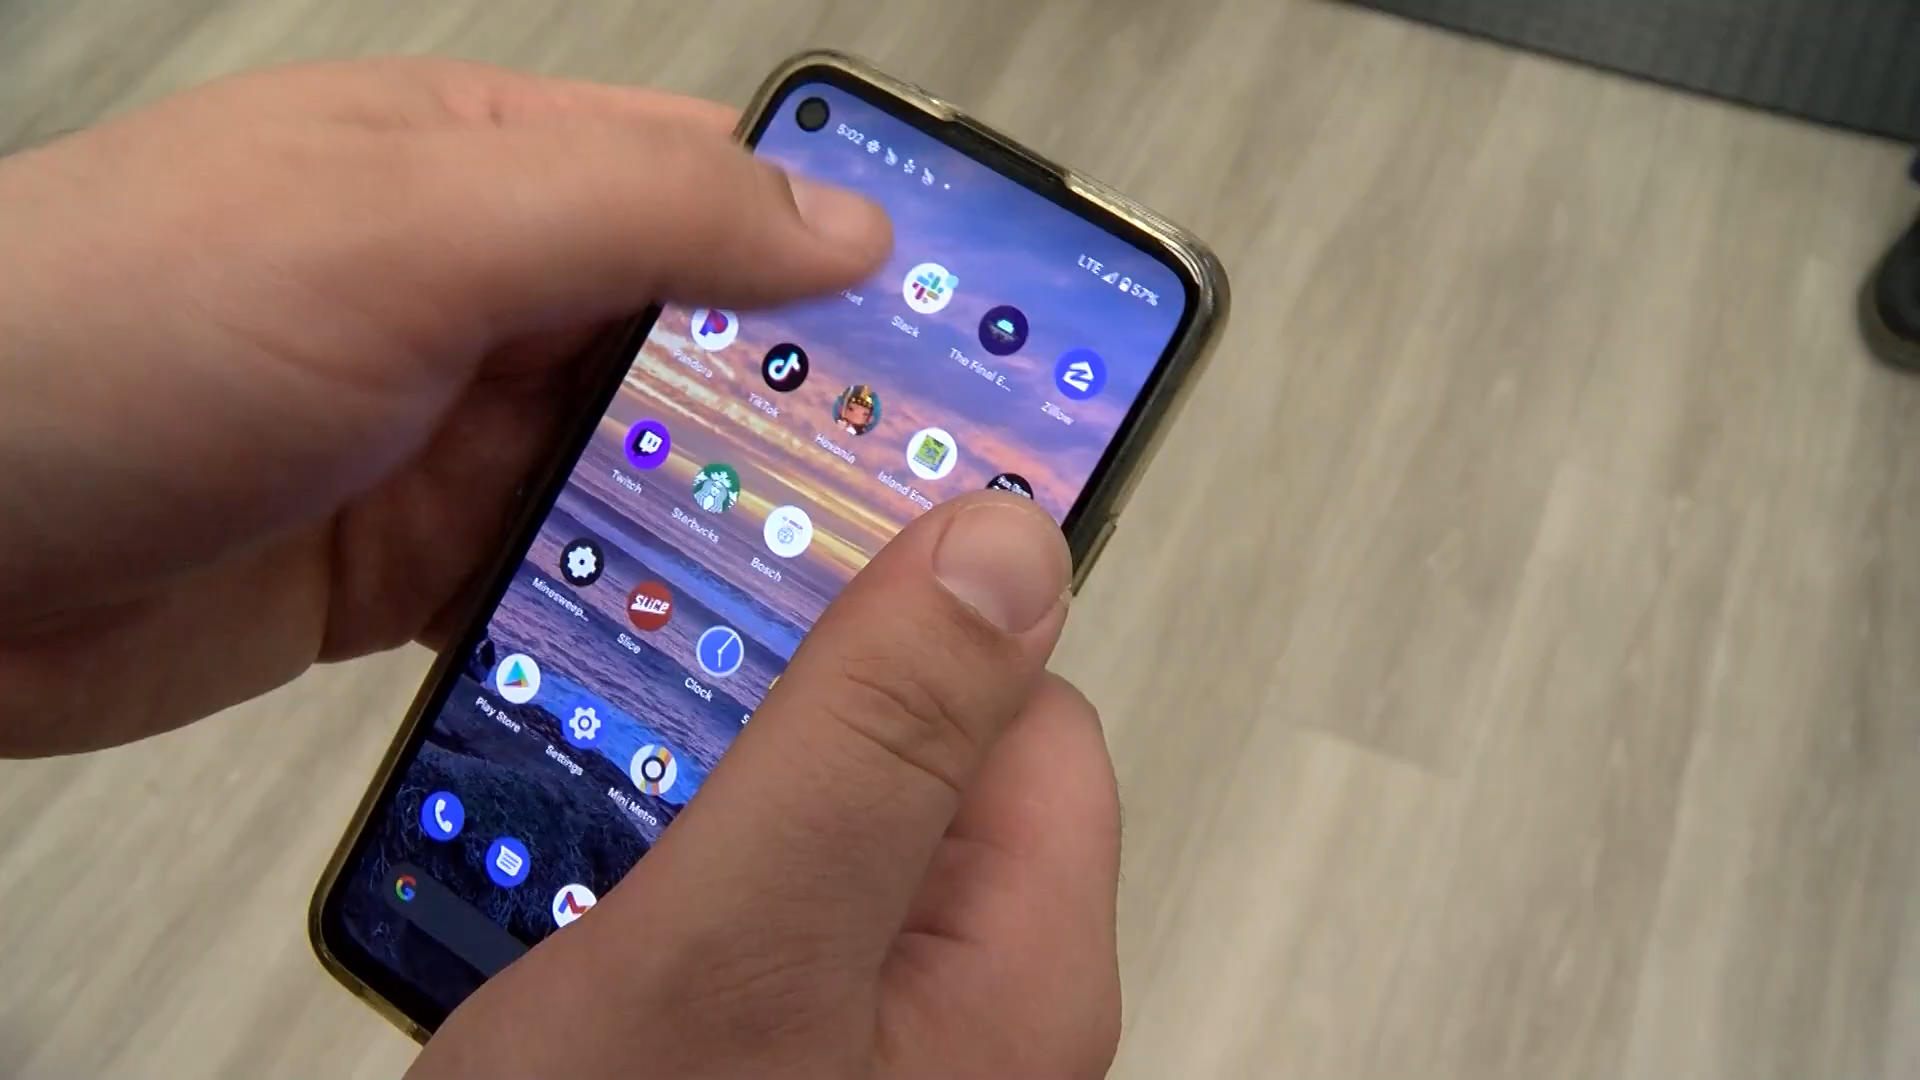 5:02
LTE 57%
Slack
The Final E...
Zillow
Pandora
TikTok
Hexonia
Island Emp
Twitch
Starbucks
Bosch
Minesweep...
SLiCE
Slice
Clock
Play Store
Settings
Mini Metro